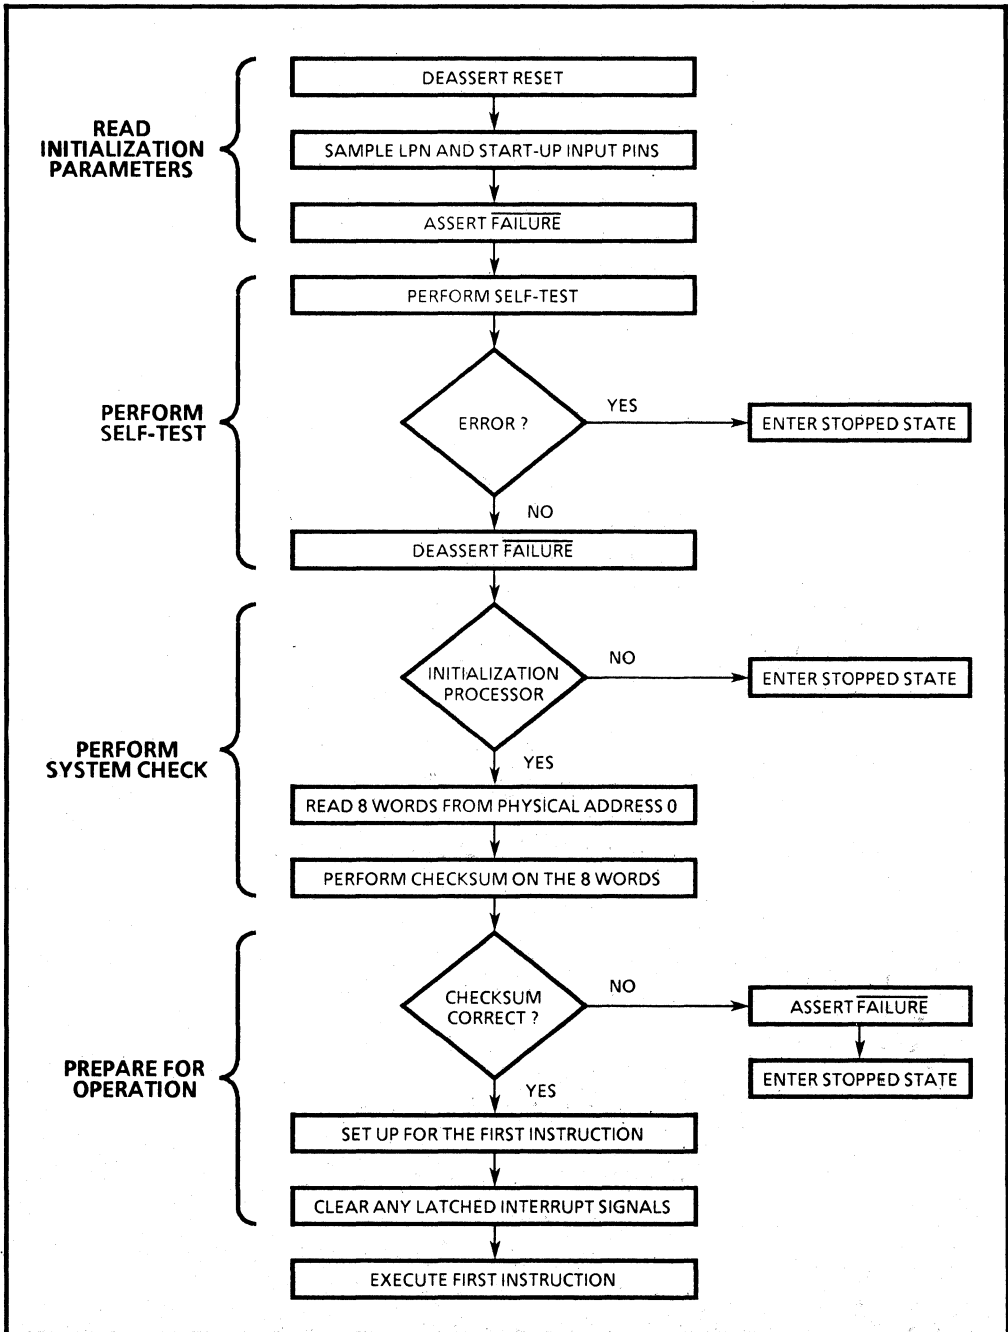 DEASSERT RESET
READ
INITIALIZATION
PARAMETERS
SAMPLE LPN AND START-UP INPUT PINS
ASSERT FAILURE
PERFORM SELF-TEST
PERFORM
SELF-TEST
ERROR ?
YES
ENTER STOPPED STATE
NO
DEASSERT FAILURE
INITIALIZATION
PROCESSOR
NO
ENTER STOPPED STATE
PERFORM
SYSTEM CHECK
YES
READ 8 WORDS FROM PHYSICAL ADDRESS 0
PERFORM CHECKSUM ON THE 8 WORDS
CHECKSUM
CORRECT ?
NO
ASSERT FAILURE
ENTER STOPPED STATE
PREPARE FOR
OPERATION
YES
SET UP FOR THE FIRST INSTRUCTION
CLEAR ANY LATCHED INTERRUPT SIGNALS
EXECUTE FIRST INSTRUCTION